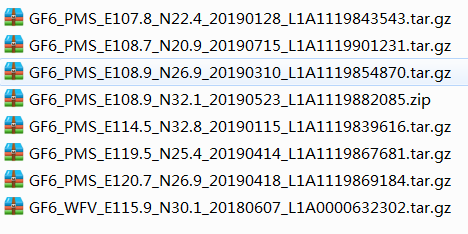 GF6_PMS_E107.8_N22.4_20190128_L1A1119843543.tar.gz
GF6_PMS_E108.7_N20.9_20190715_L1A1119901231.tar.gz
GF6_PMS_E108.9_N26.9_20190310_L1A1119854870.tar.gz
GF6_PMS_E108.9_N32.1_20190523_L1A1119882085.zip
GF6_PMS_E114.5_N32.8_20190115_L1A1119839616.tar.gz
GF6_PMS_E119.5_N25.4_20190414_L1A1119867681.tar.gz
GF6_PMS_E120.7_N26.9_20190418_L1A1119869184.tar.gz
GF6_WFV_E115.9_N30.1_20180607_L1A0000632302.tar.gz